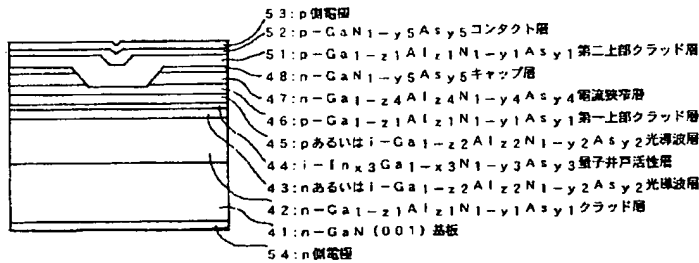 53:p側電極
52:p-GaN1-y5Asy5コンタクト層
51:p-Ga1-z1Alz1N1-y1Asy1第二上部クラッド層
48:n-GaN1-y5Asy5キャップ層
47:n-Ga1-z4Alz4N1-y4Asy4電流狭窄層
46:p-Ga1-z1Alz1N1-y1Asy1第一上部クラッド層
45:pあるいはi-Ga1-z2Alz2N1-y2Asy2光導波層
44:i-Inx3Ga1-x3N1-y3Asy3量子井戸活性層
43:nあるいはi-Ga1-z2Alz2N1-y2Asy2光導波層
42:n-Ga1-z1Alz1N1-y1Asy1クラッド層
41:n-GaN(001)基板
54:n側電極